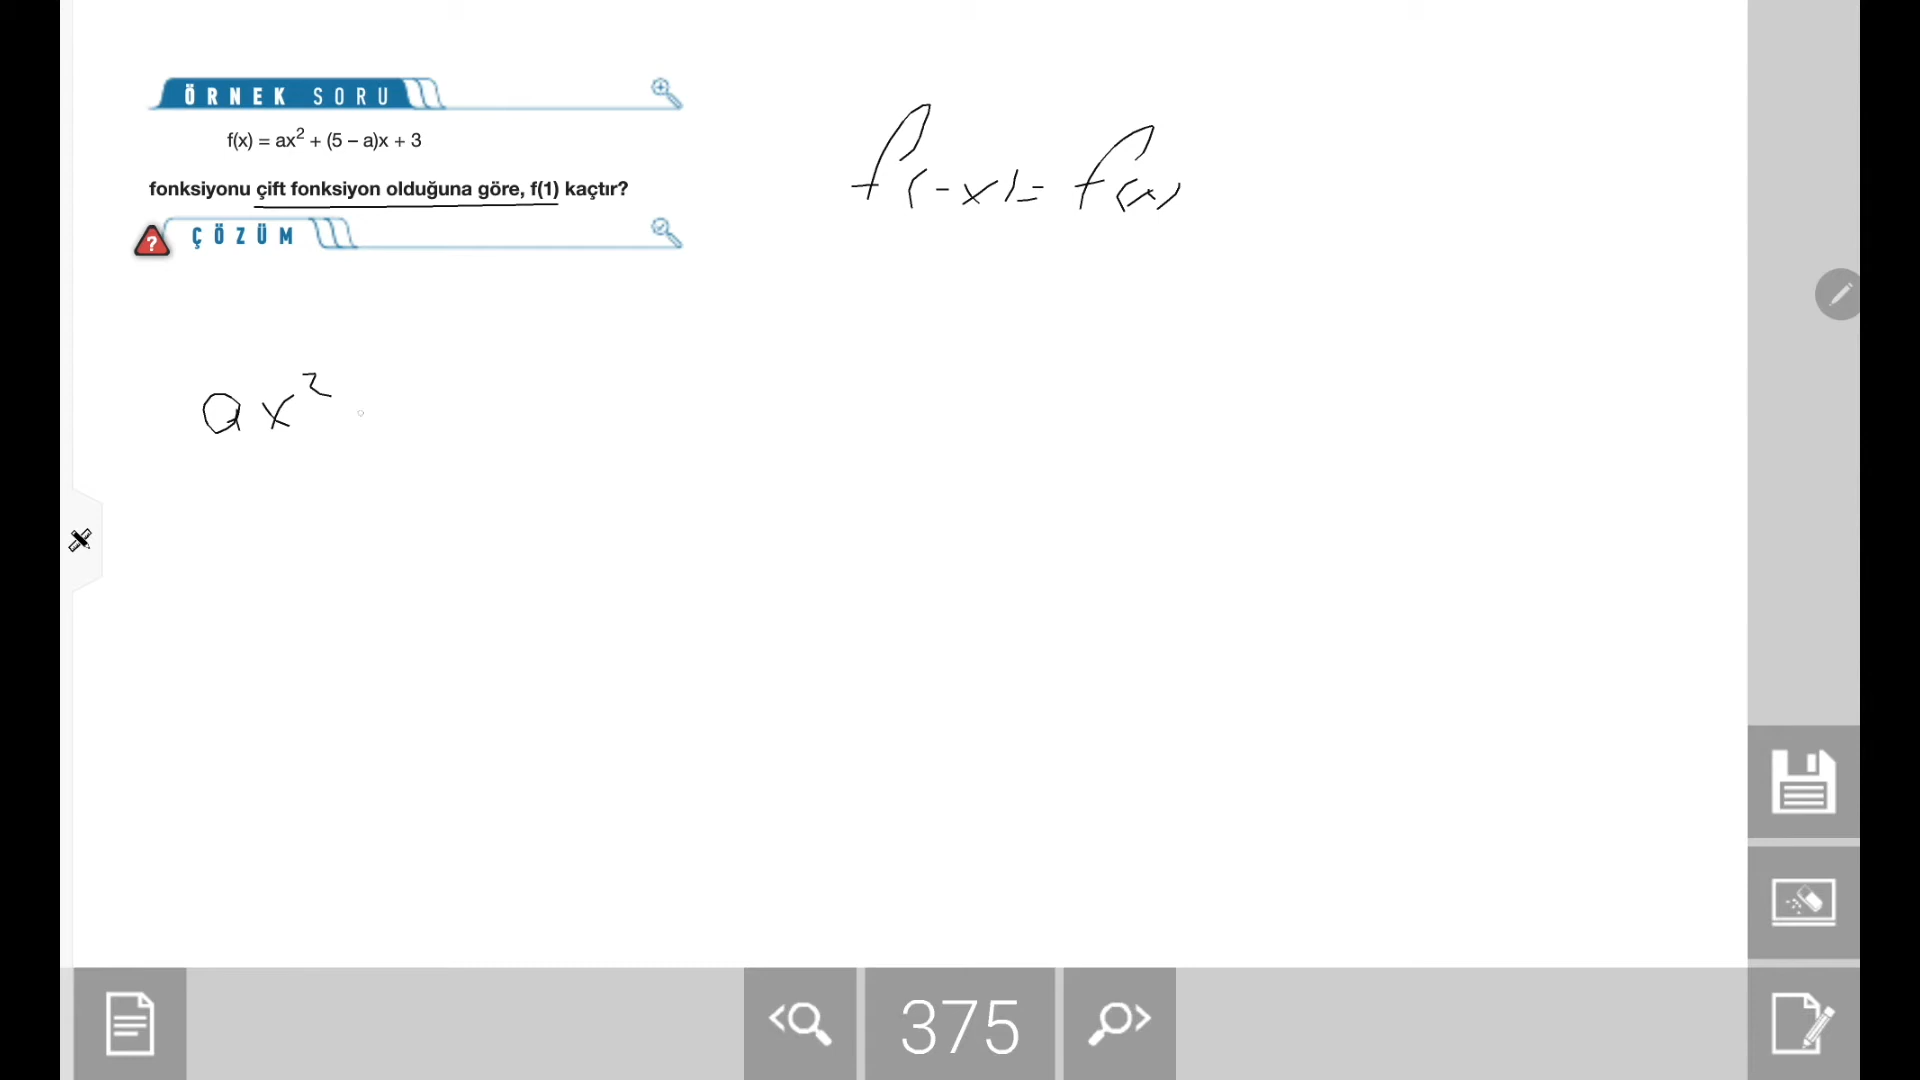 ÖRNEK SORU
f(x) = ax² + (5 – a)x + 3
fonksiyonu çift fonksiyon olduğuna göre, f(1) kaçtır?
?
ÇÖZÜM
f(-x) = f(x)
ax²
375